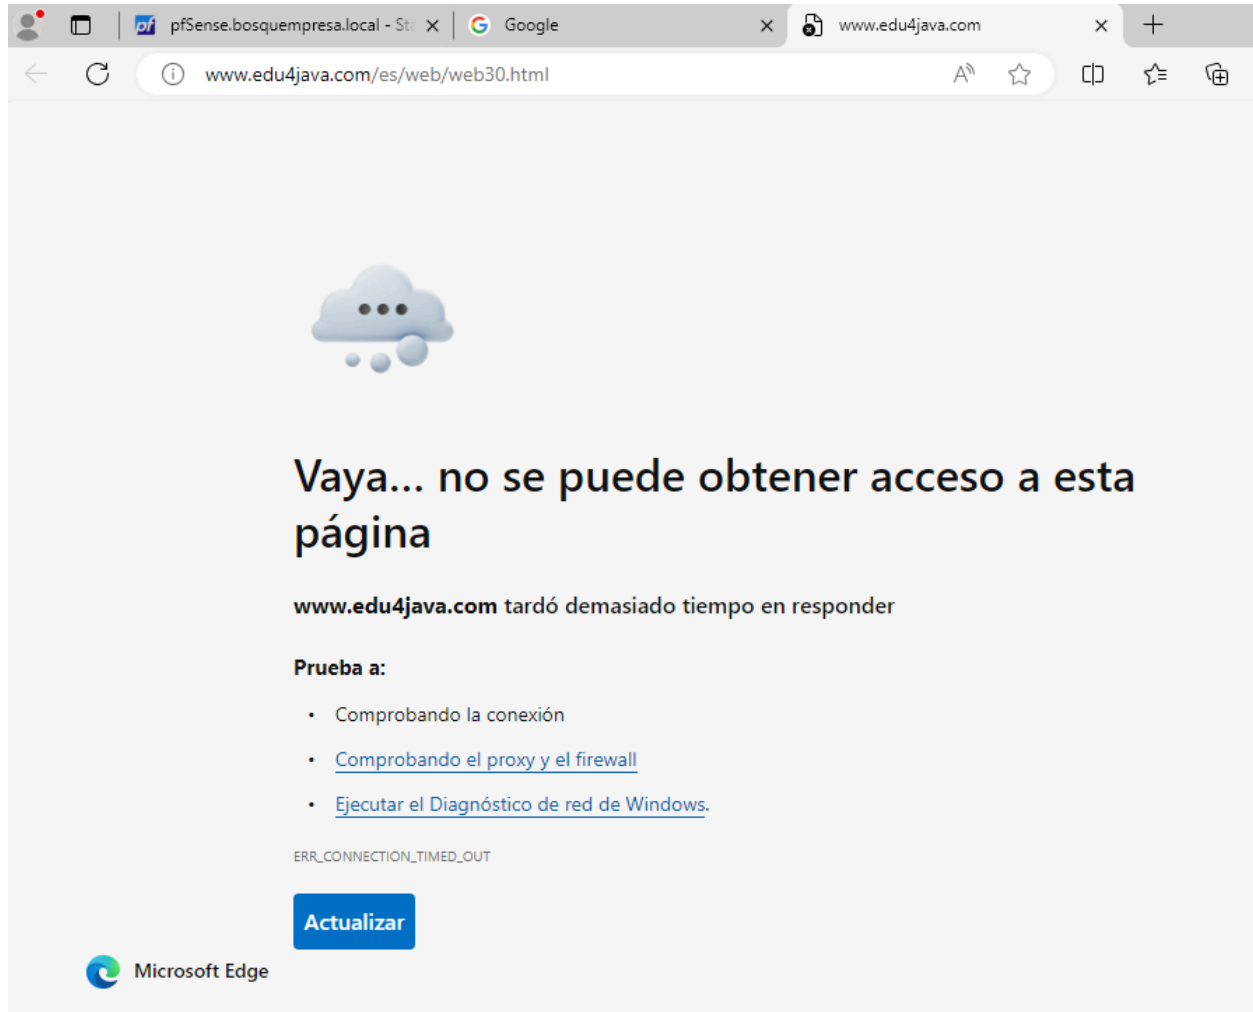 pfSense.bosquempresa.local - Sta
Google
www.edu4java.com
www.edu4java.com/es/web/web30.html
Vaya... no se puede obtener acceso a esta
página
www.edu4java.com tardó demasiado tiempo en responder
Prueba a:
• Comprobando la conexión
• Comprobando el proxy y el firewall
• Ejecutar el Diagnóstico de red de Windows.
ERR_CONNECTION_TIMED_OUT
Actualizar
Microsoft Edge